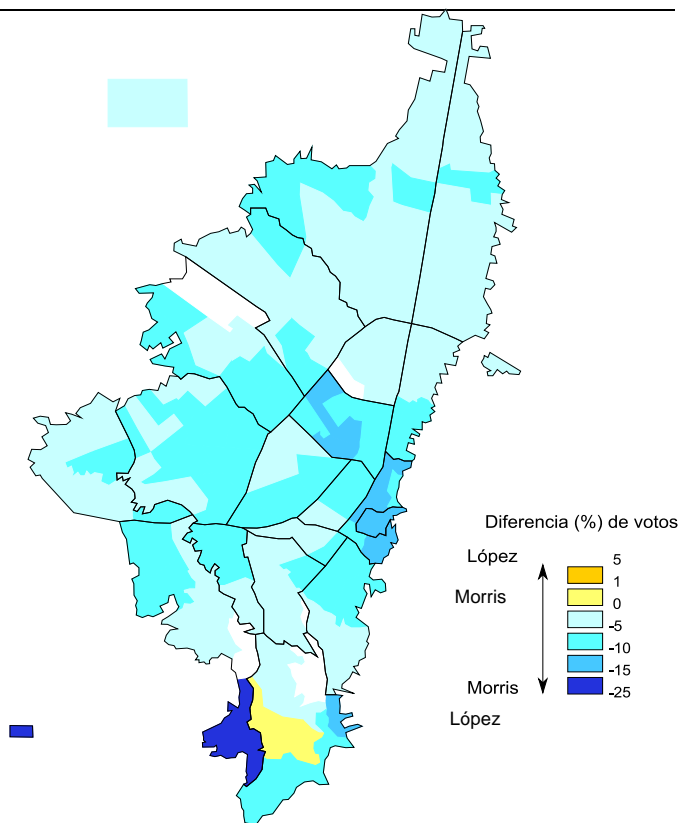 Diferencia (%) de votos
López
5
1
Morris
0
-5
-10
-15
Morris
-25
López